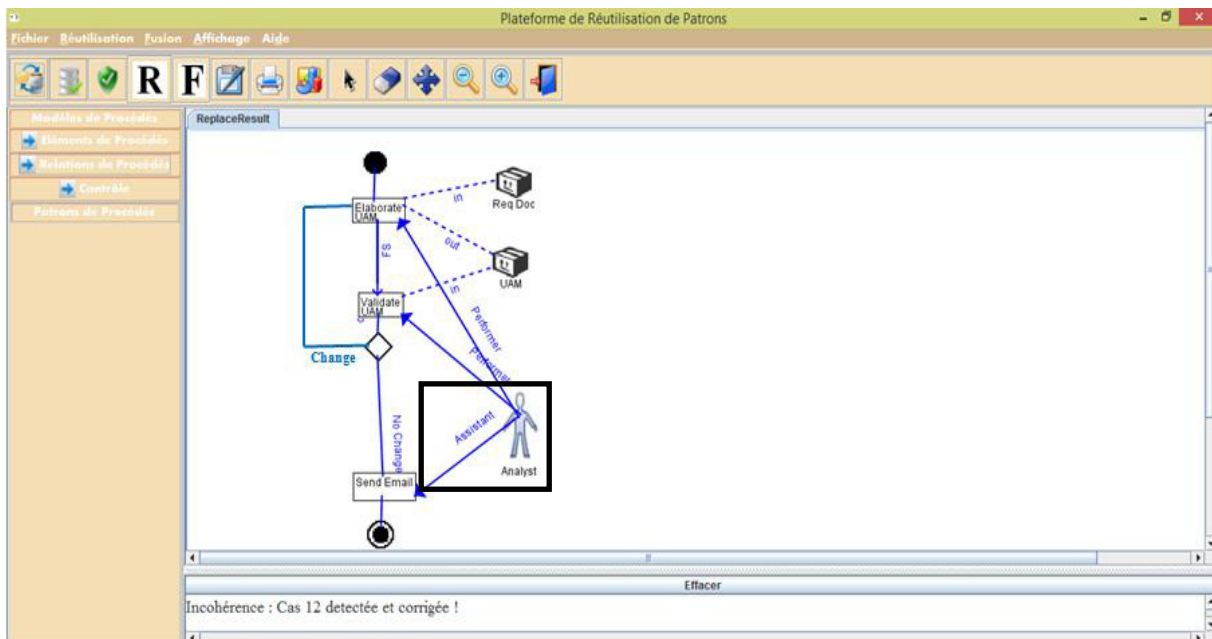 Plateforme de Réutilisation de Patrons
Fichier Réutilisation Fusion Affichage Aide
R F
Modèles de Procédés
Eléments de Procédés
Relations de Procédés
Contrôle
Patrons de Procédés
ReplaceResult
Elaborate
UAM
in
Req Doc
out
FS
UAM
in
Validate
UAM
Performer
Performer
Change
No Change
Assistant
Analyst
Send Email
Effacer
Incohérence : Cas 12 detectée et corrigée !